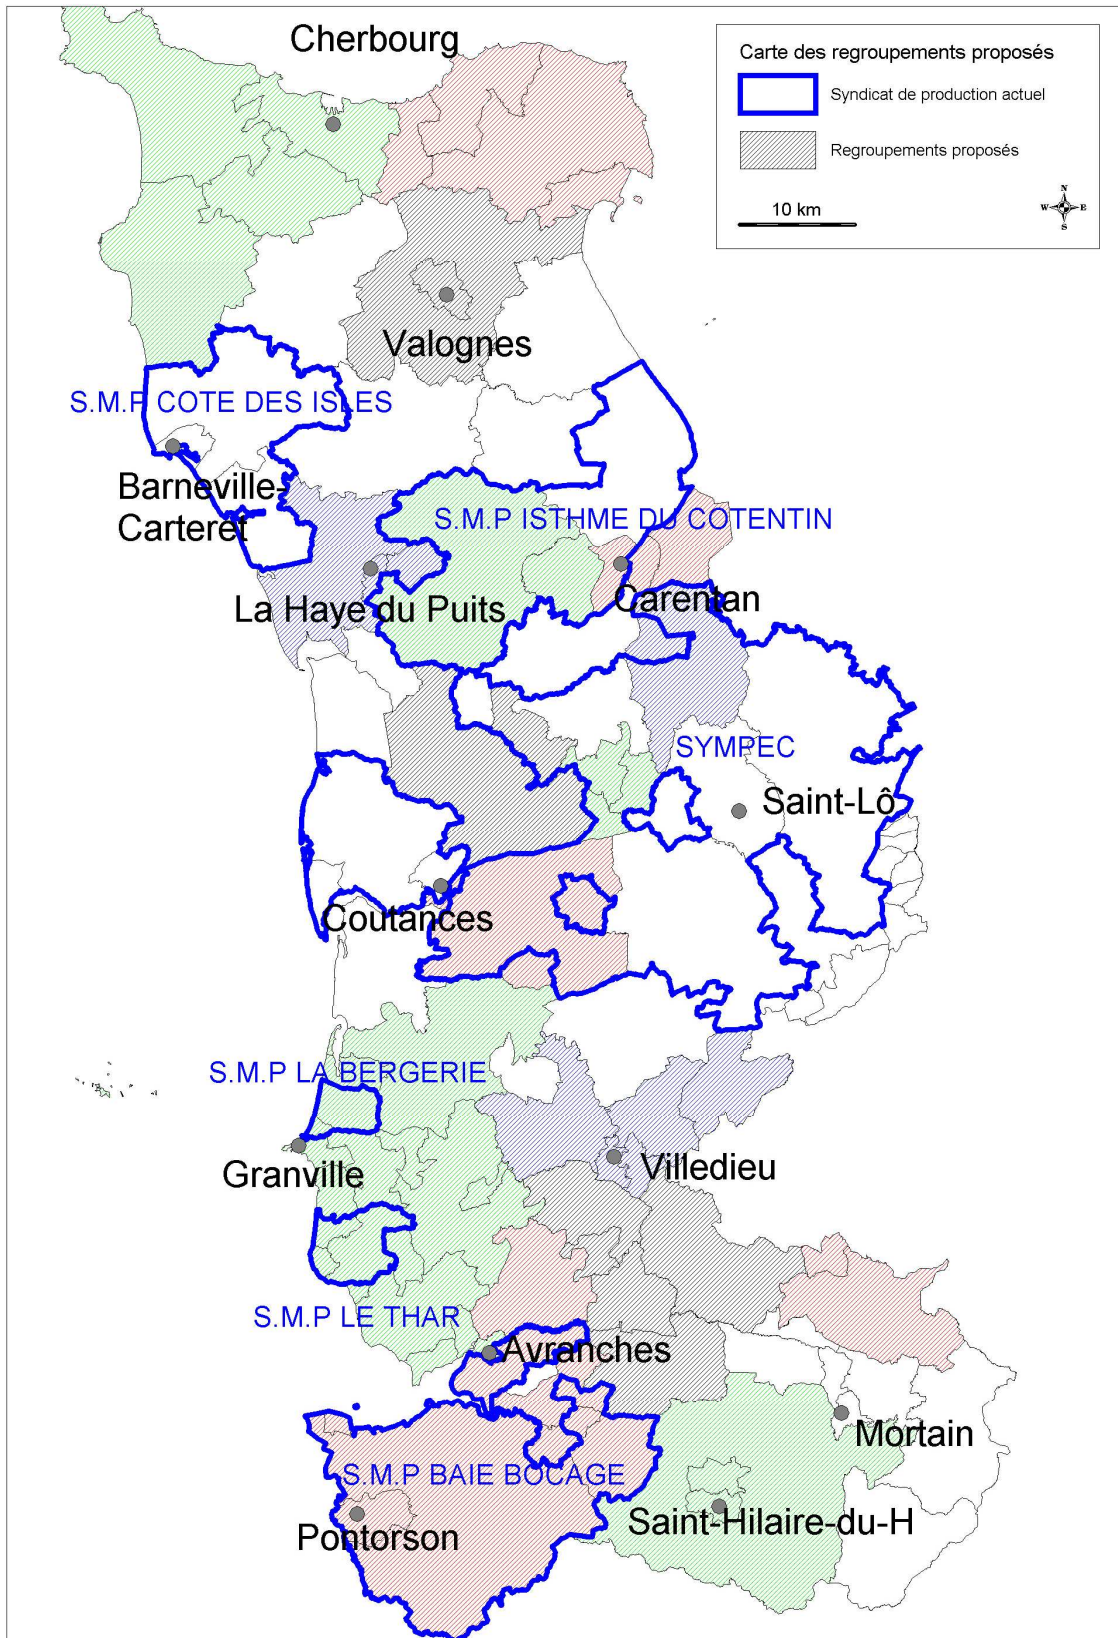 Cherbourg
Carte des regroupements proposés
Syndicat de production actuel
Regroupements proposés
10 km
N
W E
S
Valognes
S.M.P COTE DES ISLES
Barneville-
Carteret
S.M.P ISTHME DU COTENTIN
La Haye du Puits
Carentan
SYMPEC
Saint-Lô
Coutances
S.M.P LA BERGERIE
Granville
Villedieu
S.M.P LE THAR
Avranches
Mortain
S.M.P BAIE BOCAGE
Pontorson
Saint-Hilaire-du-H